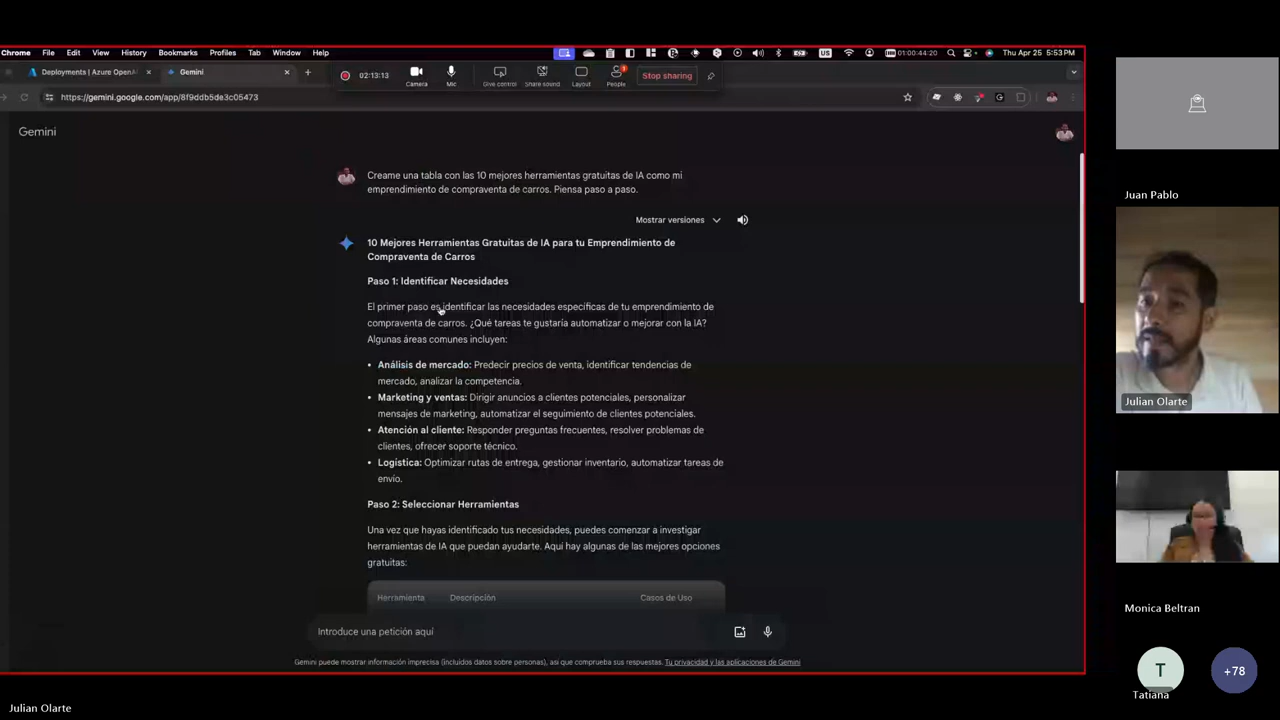 Chrome File Edit View History Bookmarks Profiles Tab Window Help
US 01:00:44:20 Thu Apr 25 5:53 PM
Deployments | Azure OpenAI
Gemini
02:13:13
Camera Mic Give control Share sound Layout People Stop sharing
https://gemini.google.com/app/8f9ddb5de3c05473
Gemini
Creame una tabla con las 10 mejores herramientas gratuitas de IA como mi
emprendimiento de compraventa de carros. Piensa paso a paso.
Mostrar versiones
10 Mejores Herramientas Gratuitas de IA para tu Emprendimiento de
Compraventa de Carros
Paso 1: Identificar Necesidades
El primer paso es identificar las necesidades específicas de tu emprendimiento de
compraventa de carros. ¿Qué tareas te gustaría automatizar o mejorar con la IA?
Algunas áreas comunes incluyen:
• Análisis de mercado: Predecir precios de venta, identificar tendencias de
mercado, analizar la competencia.
• Marketing y ventas: Dirigir anuncios a clientes potenciales, personalizar
mensajes de marketing, automatizar el seguimiento de clientes potenciales.
• Atención al cliente: Responder preguntas frecuentes, resolver problemas de
clientes, ofrecer soporte técnico.
• Logística: Optimizar rutas de entrega, gestionar inventario, automatizar tareas de
envío.
Paso 2: Seleccionar Herramientas
Una vez que hayas identificado tus necesidades, puedes comenzar a investigar
herramientas de IA que puedan ayudarte. Aquí hay algunas de las mejores opciones
gratuitas:
Herramienta Descripción Casos de Uso
Introduce una petición aquí
Gemini puede mostrar información imprecisa (incluidos datos sobre personas), así que comprueba sus respuestas. Tu privacidad y las aplicaciones de Gemini
Juan Pablo
Julian Olarte
Monica Beltran
T
Tatiana
+78
Julian Olarte